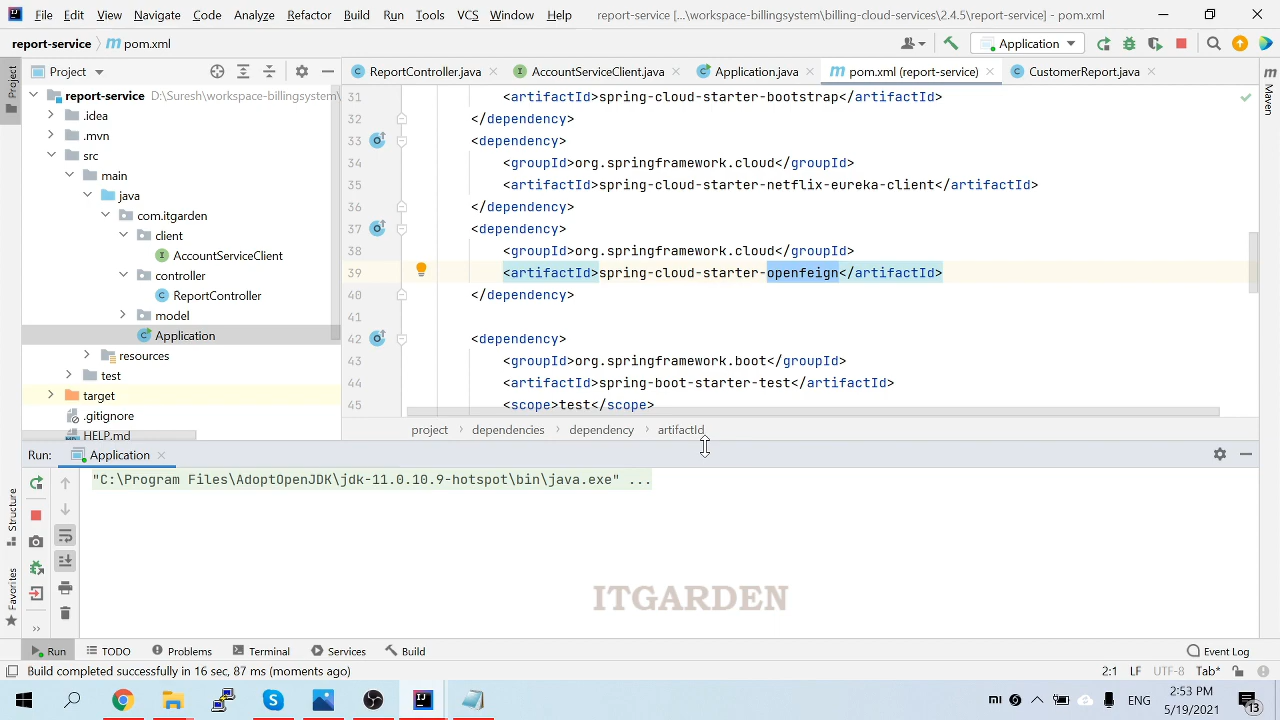 File Edit View Navigate Code Analyze Refactor Build Run Tools VCS Window Help report-service [...\workspace-billingsystem\billing-cloud-services\2.4.5\report-service] - pom.xml
report-service pom.xml Application
Project ReportController.java AccountServiceClient.java Application.java pom.xml (report-service) CustomerReport.java
Project
Maven
report-service D:\Suresh\workspace-billingsystem\
.idea
.mvn
src
main
java
com.itgarden
client
AccountServiceClient
controller
ReportController
model
Application
resources
test
target
.gitignore
HELP.md
31 <artifactId>spring-cloud-starter-bootstrap</artifactId>
32 </dependency>
33 <dependency>
34 <groupId>org.springframework.cloud</groupId>
35 <artifactId>spring-cloud-starter-netflix-eureka-client</artifactId>
36 </dependency>
37 <dependency>
38 <groupId>org.springframework.cloud</groupId>
39 <artifactId>spring-cloud-starter-openfeign</artifactId>
40 </dependency>
41
42 <dependency>
43 <groupId>org.springframework.boot</groupId>
44 <artifactId>spring-boot-starter-test</artifactId>
45 <scope>test</scope>
project dependencies dependency artifactId
Run: Application
"C:\Program Files\AdoptOpenJDK\jdk-11.0.10.9-hotspot\bin\java.exe" ...
Structure
Favorites
ITGARDEN
Run TODO Problems Terminal Services Build Event Log
Build completed successfully in 16 sec, 87 ms (moments ago) 2:1 LF UTF-8 Tab*
ENG 2:53 PM
5/19/2021 13